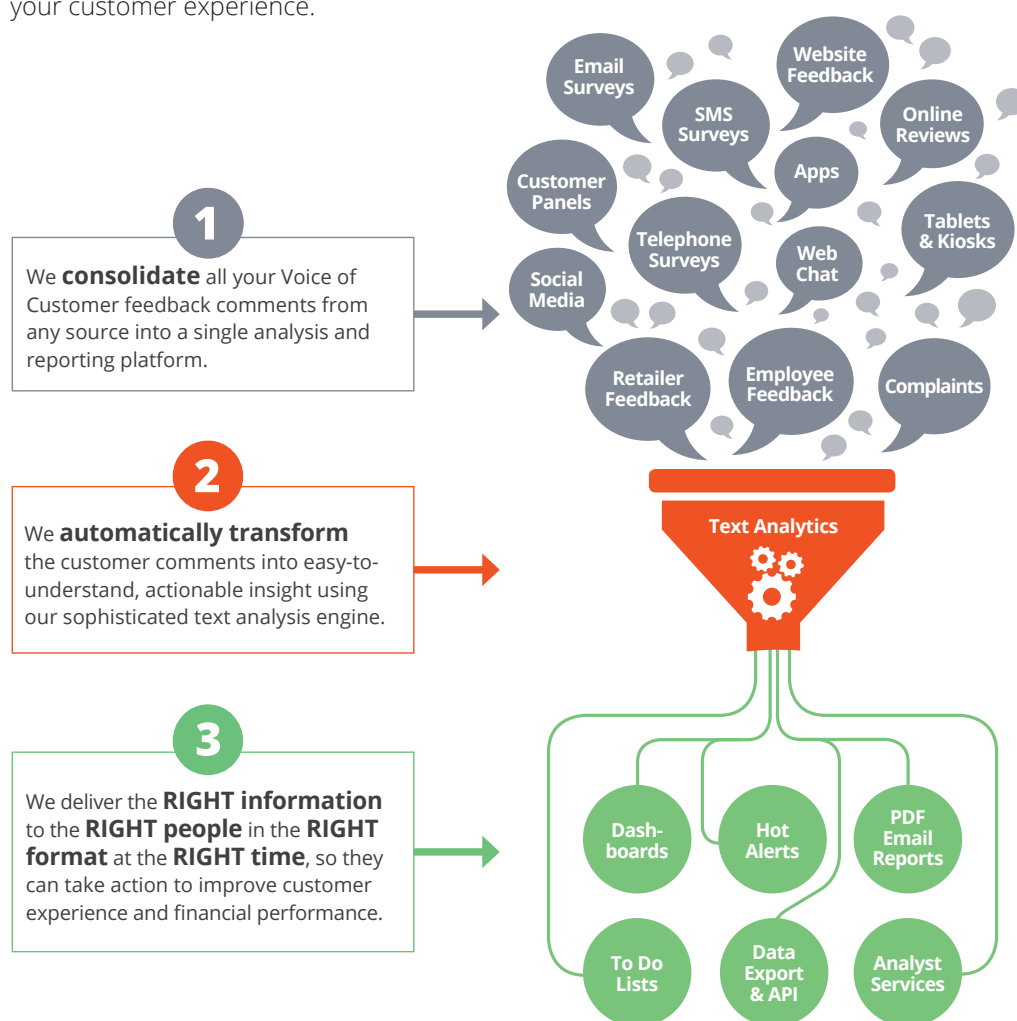 your customer experience.
1
We consolidate all your Voice of
Customer feedback comments from
any source into a single analysis and
reporting platform.
Email
Surveys
Website
Feedback
SMS
Surveys
Online
Reviews
Apps
Customer
Panels
Tablets
& Kiosks
Telephone
Surveys
Web
Chat
Social
Media
Retailer
Feedback
Employee
Feedback
Complaints
2
We automatically transform
the customer comments into easy-to-
understand, actionable insight using
our sophisticated text analysis engine.
Text Analytics
3
We deliver the RIGHT information
to the RIGHT people in the RIGHT
format at the RIGHT time, so they
can take action to improve customer
experience and financial performance.
Dash-
boards
Hot
Alerts
PDF
Email
Reports
To Do
Lists
Data
Export
& API
Analyst
Services